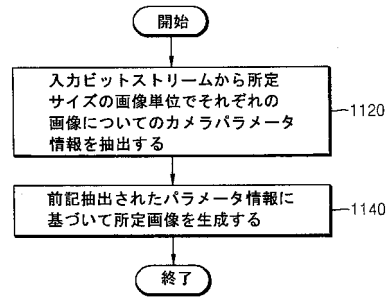 開始
入力ビットストリームから所定
サイズの画像単位でそれぞれの
画像についてのカメラパラメータ
情報を抽出する
1120
前記抽出されたパラメータ情報に
基づいて所定画像を生成する
1140
終了